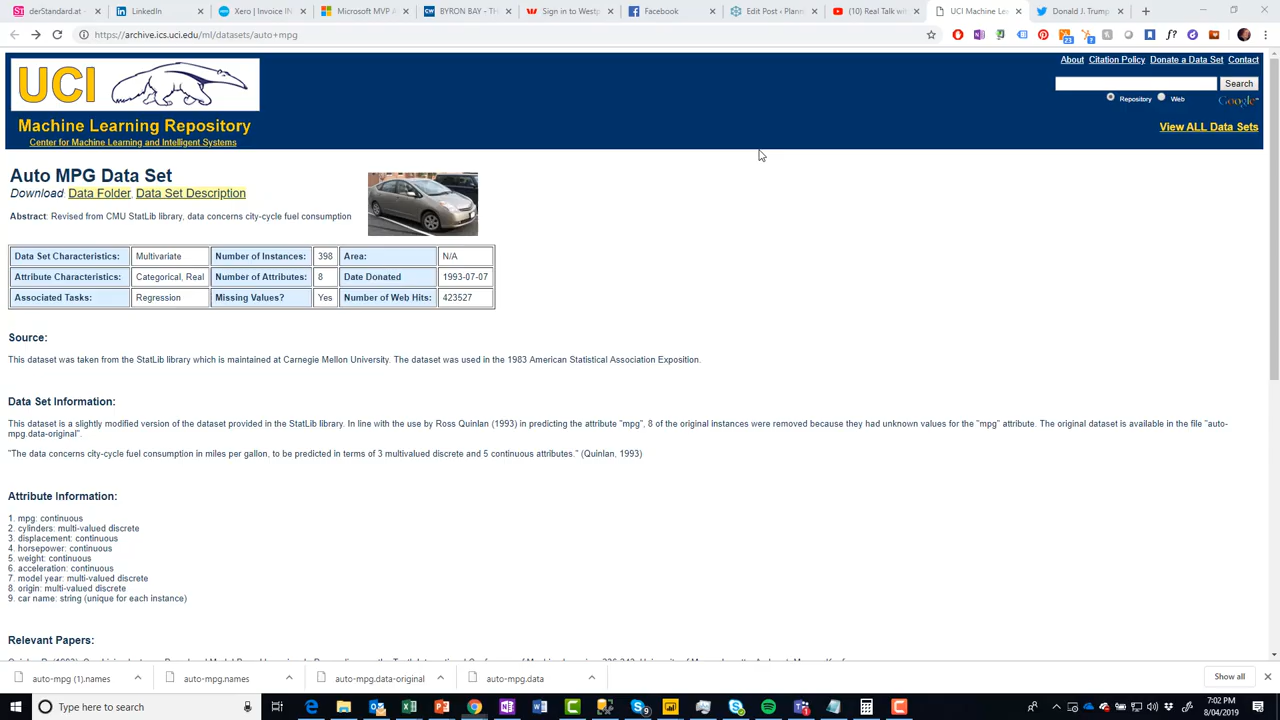 derStandard.at
LinkedIn
Xero | Invoice IN
Microsoft MVP A
BYRON BAY - TH
Sign in to Westp
Facebook
Edit Post ‹ Plann
(10) Real Talk wit
UCI Machine Lear
Donald J. Trump
https://archive.ics.uci.edu/ml/datasets/auto+mpg
23
7
f?
About Citation Policy Donate a Data Set Contact
UCI
Search
Repository Web
Google™
Machine Learning Repository
View ALL Data Sets
Center for Machine Learning and Intelligent Systems
Auto MPG Data Set
Download: Data Folder, Data Set Description
Abstract: Revised from CMU StatLib library, data concerns city-cycle fuel consumption
Data Set Characteristics: Multivariate Number of Instances: 398 Area: N/A
Attribute Characteristics: Categorical, Real Number of Attributes: 8 Date Donated 1993-07-07
Associated Tasks: Regression Missing Values? Yes Number of Web Hits: 423527
Source:
This dataset was taken from the StatLib library which is maintained at Carnegie Mellon University. The dataset was used in the 1983 American Statistical Association Exposition.
Data Set Information:
This dataset is a slightly modified version of the dataset provided in the StatLib library. In line with the use by Ross Quinlan (1993) in predicting the attribute "mpg", 8 of the original instances were removed because they had unknown values for the "mpg" attribute. The original dataset is available in the file "auto-
mpg.data-original".
"The data concerns city-cycle fuel consumption in miles per gallon, to be predicted in terms of 3 multivalued discrete and 5 continuous attributes." (Quinlan, 1993)
Attribute Information:
1. mpg: continuous
2. cylinders: multi-valued discrete
3. displacement: continuous
4. horsepower: continuous
5. weight: continuous
6. acceleration: continuous
7. model year: multi-valued discrete
8. origin: multi-valued discrete
9. car name: string (unique for each instance)
Relevant Papers:
auto-mpg (1).names
auto-mpg.names
auto-mpg.data-original
auto-mpg.data
Show all
Type here to search
7:02 PM
8/04/2019